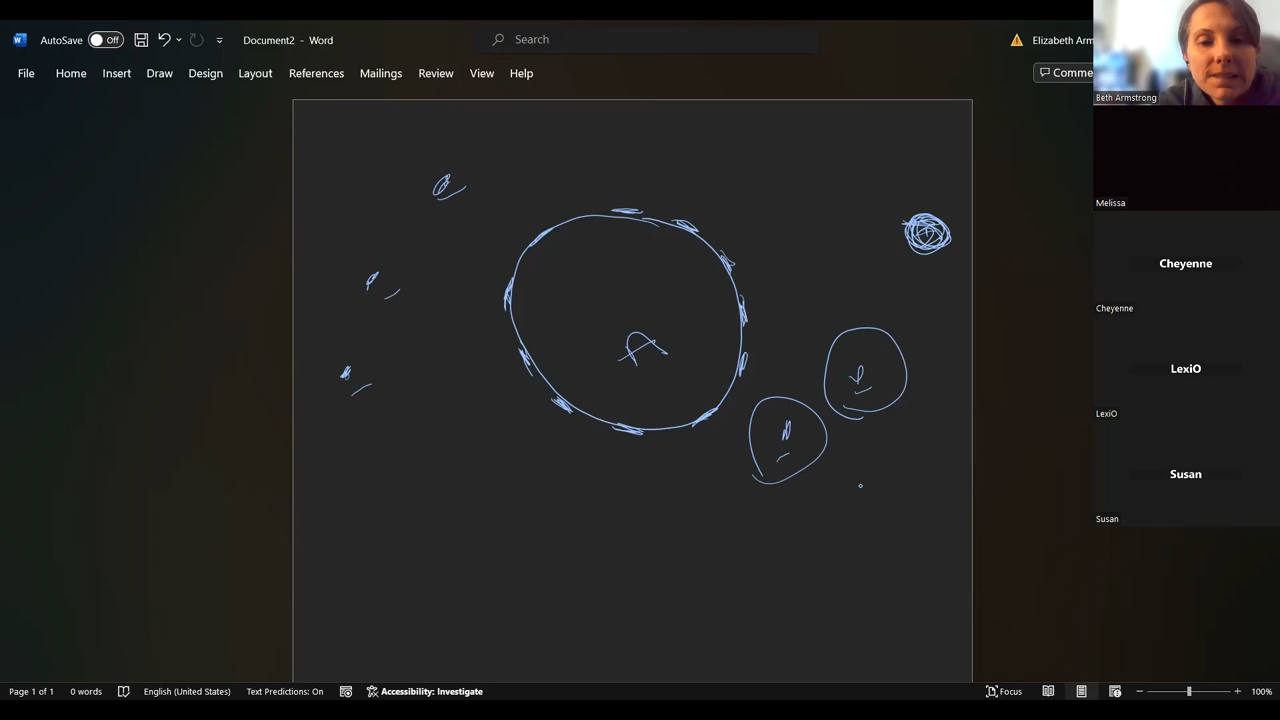 AutoSave Off Document2 - Word Search Elizabeth Arm
File Home Insert Draw Design Layout References Mailings Review View Help Comme
Beth Armstrong
Melissa
Cheyenne
Cheyenne
LexiO
LexiO
Susan
Susan
A
Page 1 of 1 0 words English (United States) Text Predictions: On Accessibility: Investigate Focus 100%